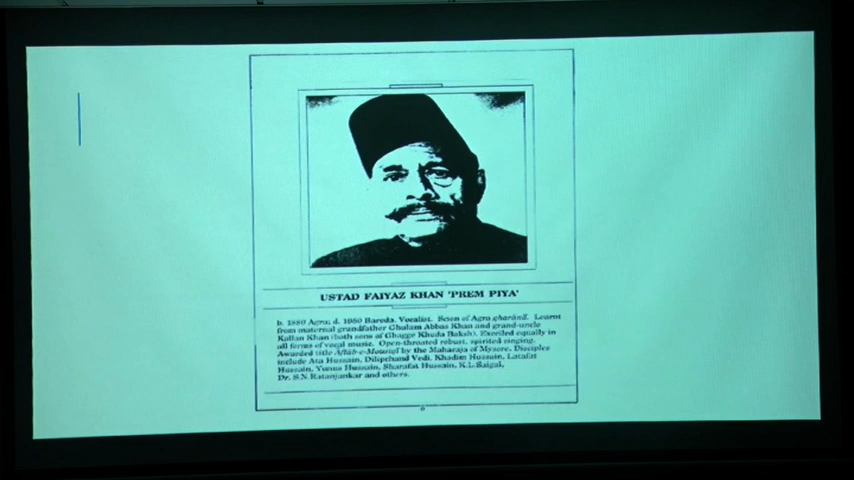 USTAD FAIYAZ KHAN 'PREM PIYA'
b. 1880 Agra; d. 1950 Baroda. Vocalist. Scion of Agra gharānā. Learnt
from maternal grandfather Ghulam Abbas Khan and grand-uncle
Kallan Khan (both sons of Ghagge Khuda Baksh). Excelled equally in
all forms of vocal music. Open-throated robust, spirited singing.
Awarded title Aftāb-e-Mousiqī by the Maharaja of Mysore. Disciples
include Ata Hussain, Dilipchand Vedi, Khadim Hussain, Latafat
Hussain, Yunus Hussain, Sharafat Hussain, K.L. Saigal,
Dr. S.N. Ratanjankar and others.